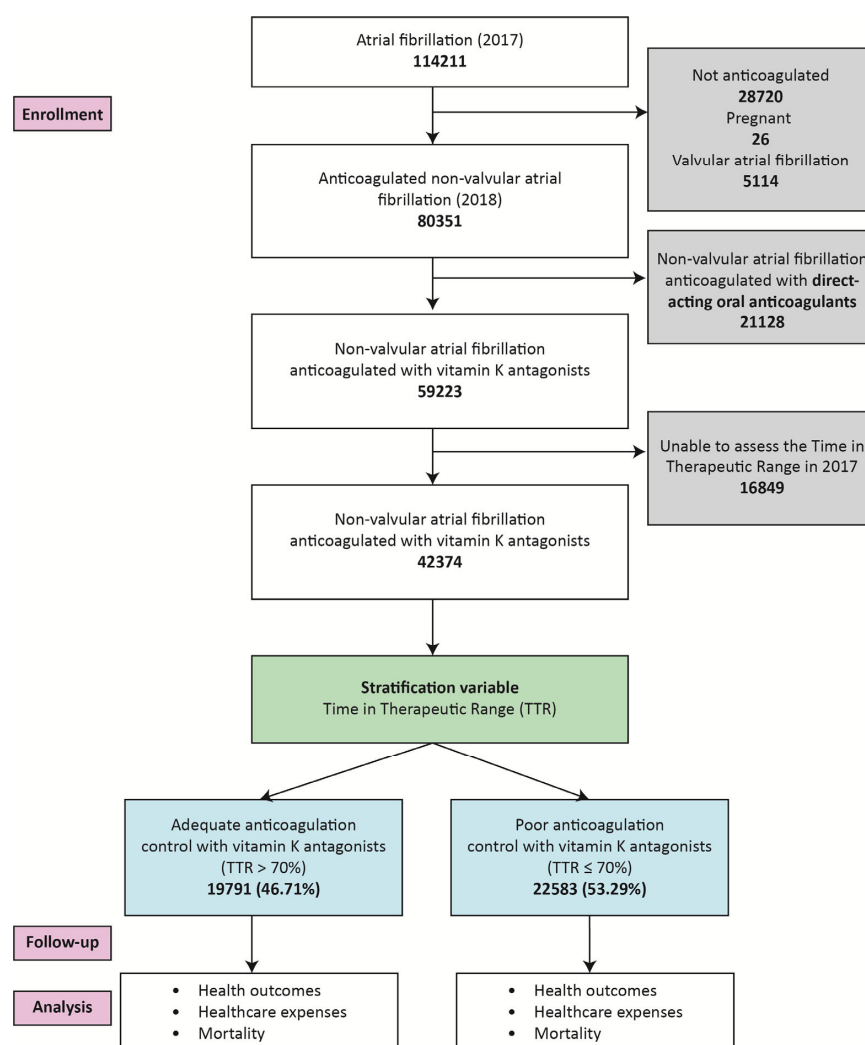 Atrial fibrillation (2017)
114211
Enrollment
Not anticoagulated
28720
Pregnant
26
Valvular atrial fibrillation
5114
Anticoagulated non-valvular atrial
fibrillation (2018)
80351
Non-valvular atrial fibrillation
anticoagulated with direct-
acting oral anticoagulants
21128
Non-valvular atrial fibrillation
anticoagulated with vitamin K antagonists
59223
Unable to assess the Time in
Therapeutic Range in 2017
16849
Non-valvular atrial fibrillation
anticoagulated with vitamin K antagonists
42374
Stratification variable
Time in Therapeutic Range (TTR)
Adequate anticoagulation
control with vitamin K antagonists
(TTR > 70%)
19791 (46.71%)
Poor anticoagulation
control with vitamin K antagonists
(TTR ≤ 70%)
22583 (53.29%)
Follow-up
Analysis
• Health outcomes
• Healthcare expenses
• Mortality
• Health outcomes
• Healthcare expenses
• Mortality